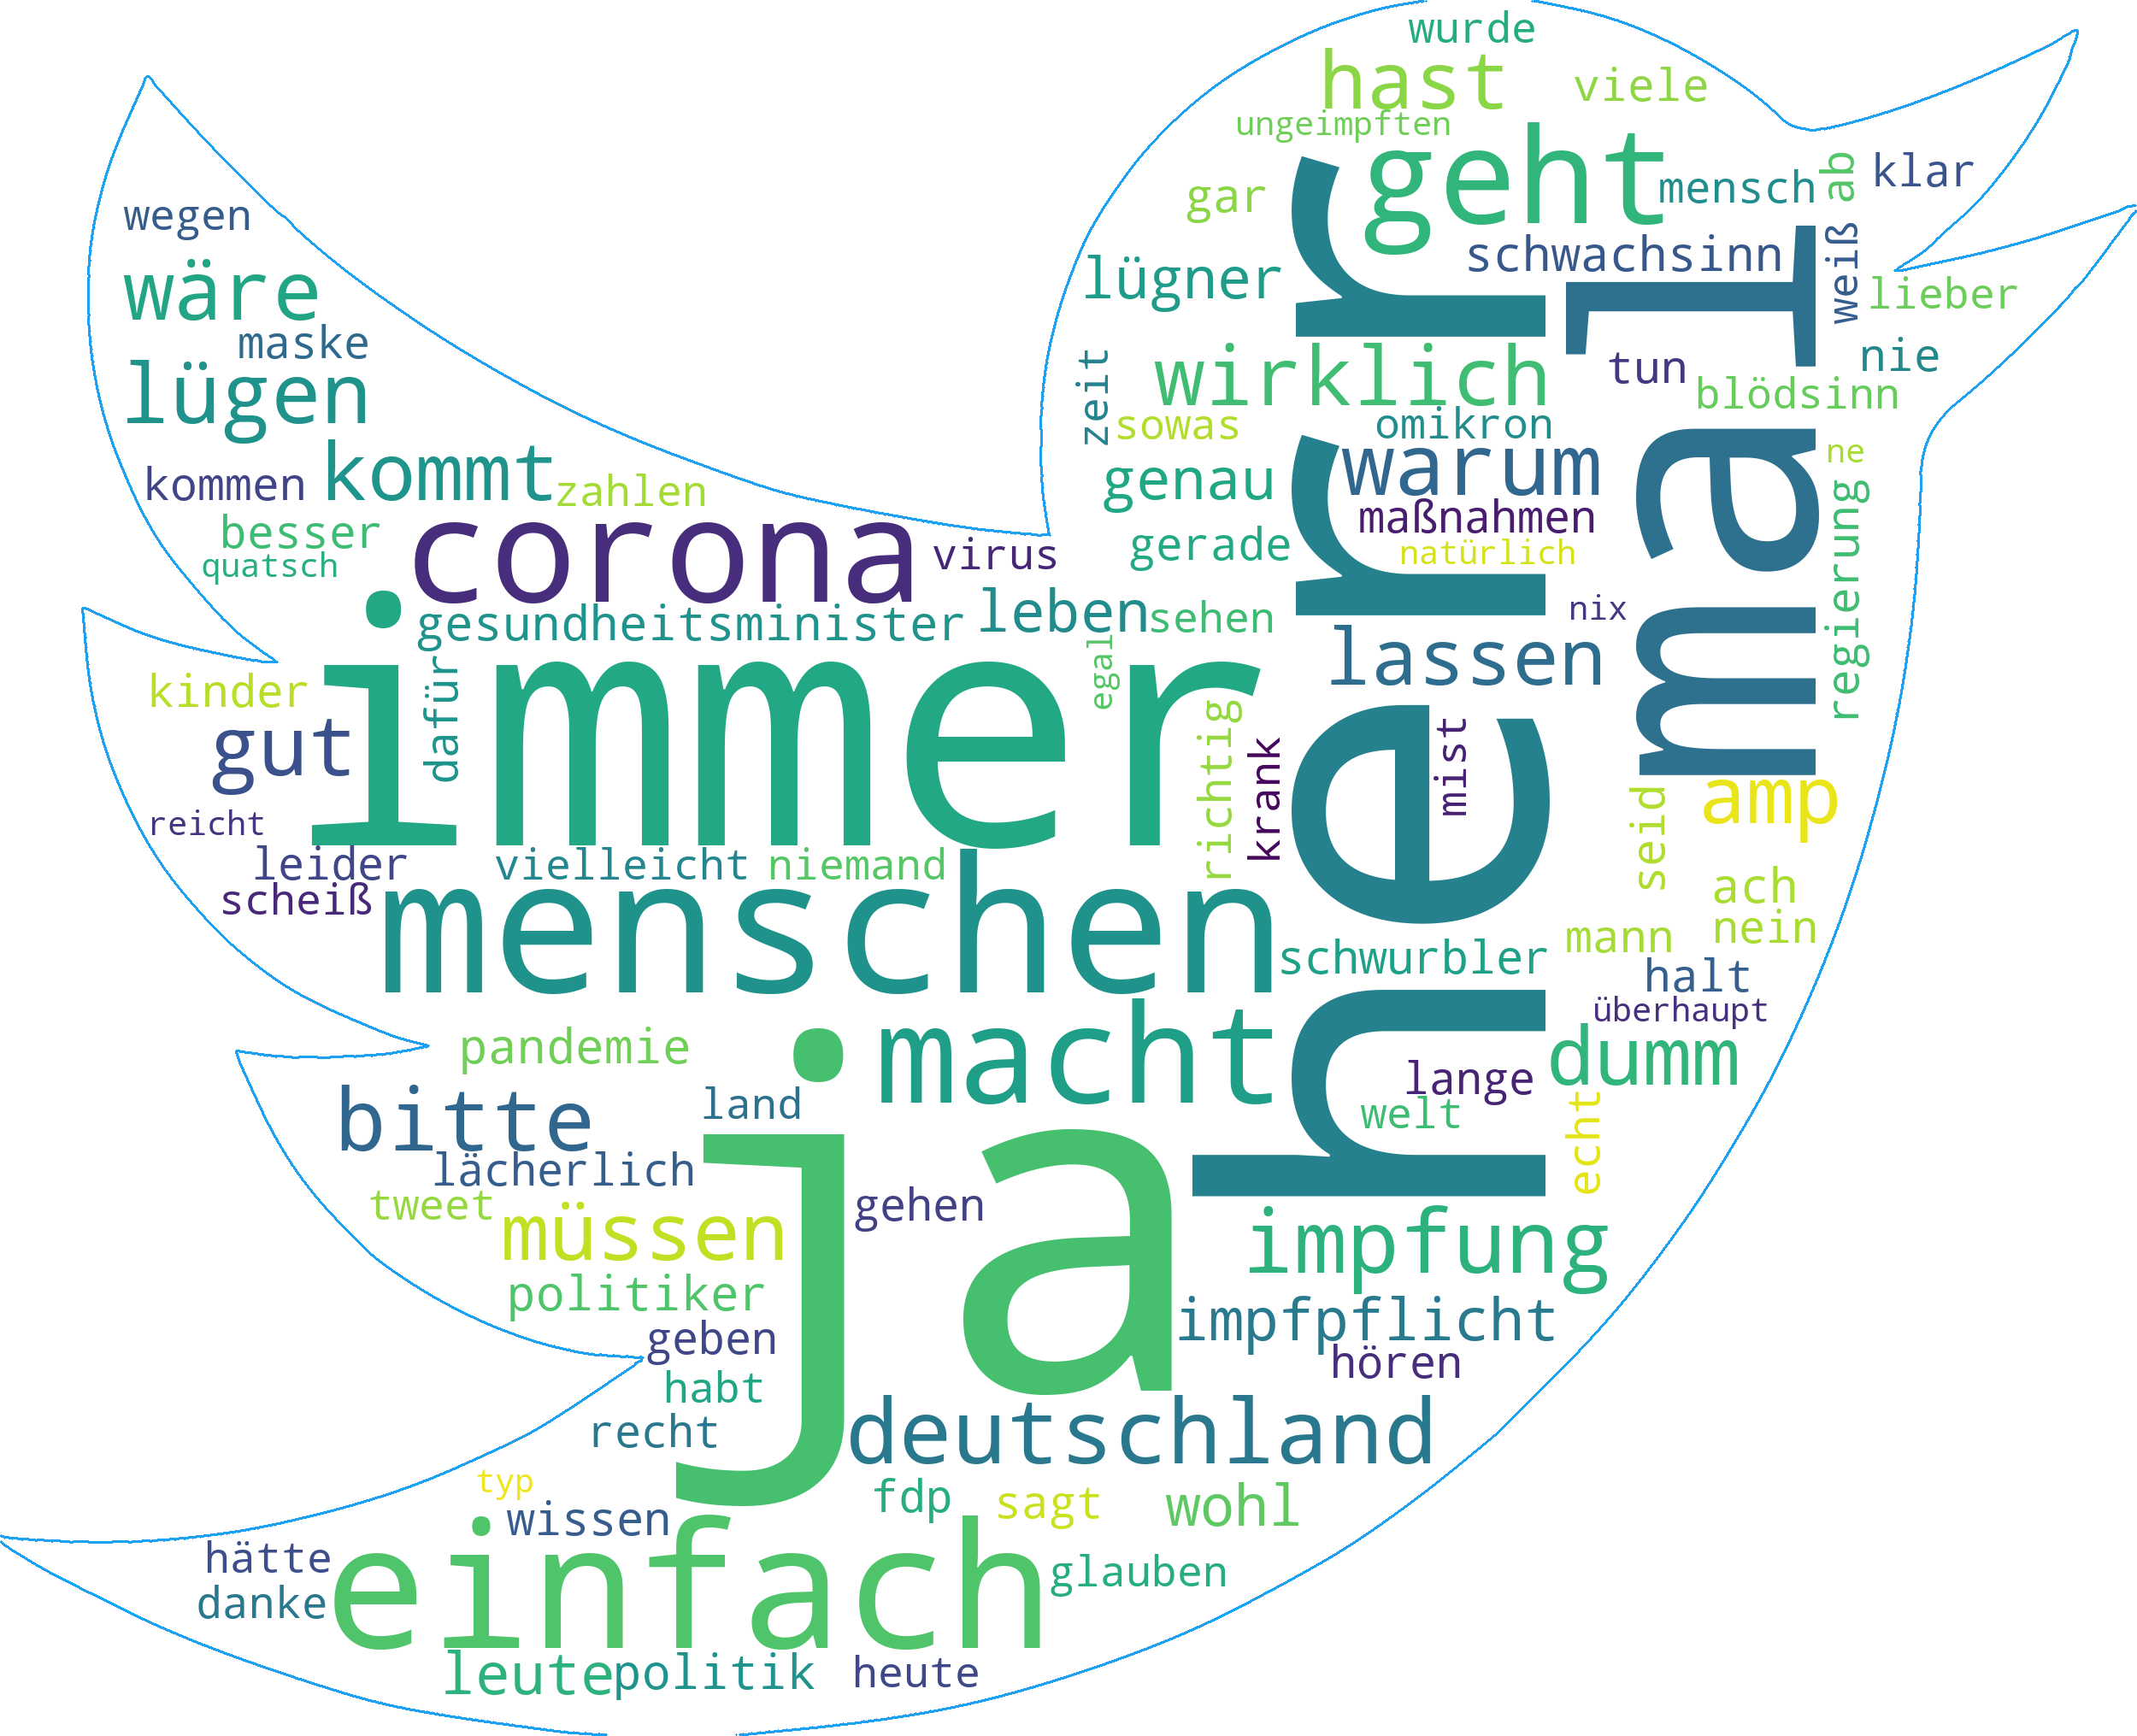 wurde
hast
viele
ungeimpften
geht
mensch
ab
klar
gar
wegen
schwachsinn
weiß
lügner
wäre
lieber
maske
zeit
wirklich
tun
nie
lügen
blödsinn
sowas
omikron
mal
kommt
warum
ne
kommen
zahlen
genau
regierung
corona
maßnahmen
besser
virus
gerade
natürlich
quatsch
gesundheitsminister
leben
sehen
nix
egal
lassen
immer
mehr
kinder
dafür
gut
richtig
krank
mist
seid
amp
reicht
leider
vielleicht
niemand
ach
scheiß
menschen
schwurbler
mann
nein
halt
überhaupt
pandemie
macht
dumm
bitte
land
lange
welt
echt
lächerlich
tweet
müssen
ja
gehen
impfung
politiker
geben
impfpflicht
hören
habt
recht
deutschland
typ
wissen
fdp
sagt
wohl
hätte
danke
einfach
glauben
leute
politik
heute